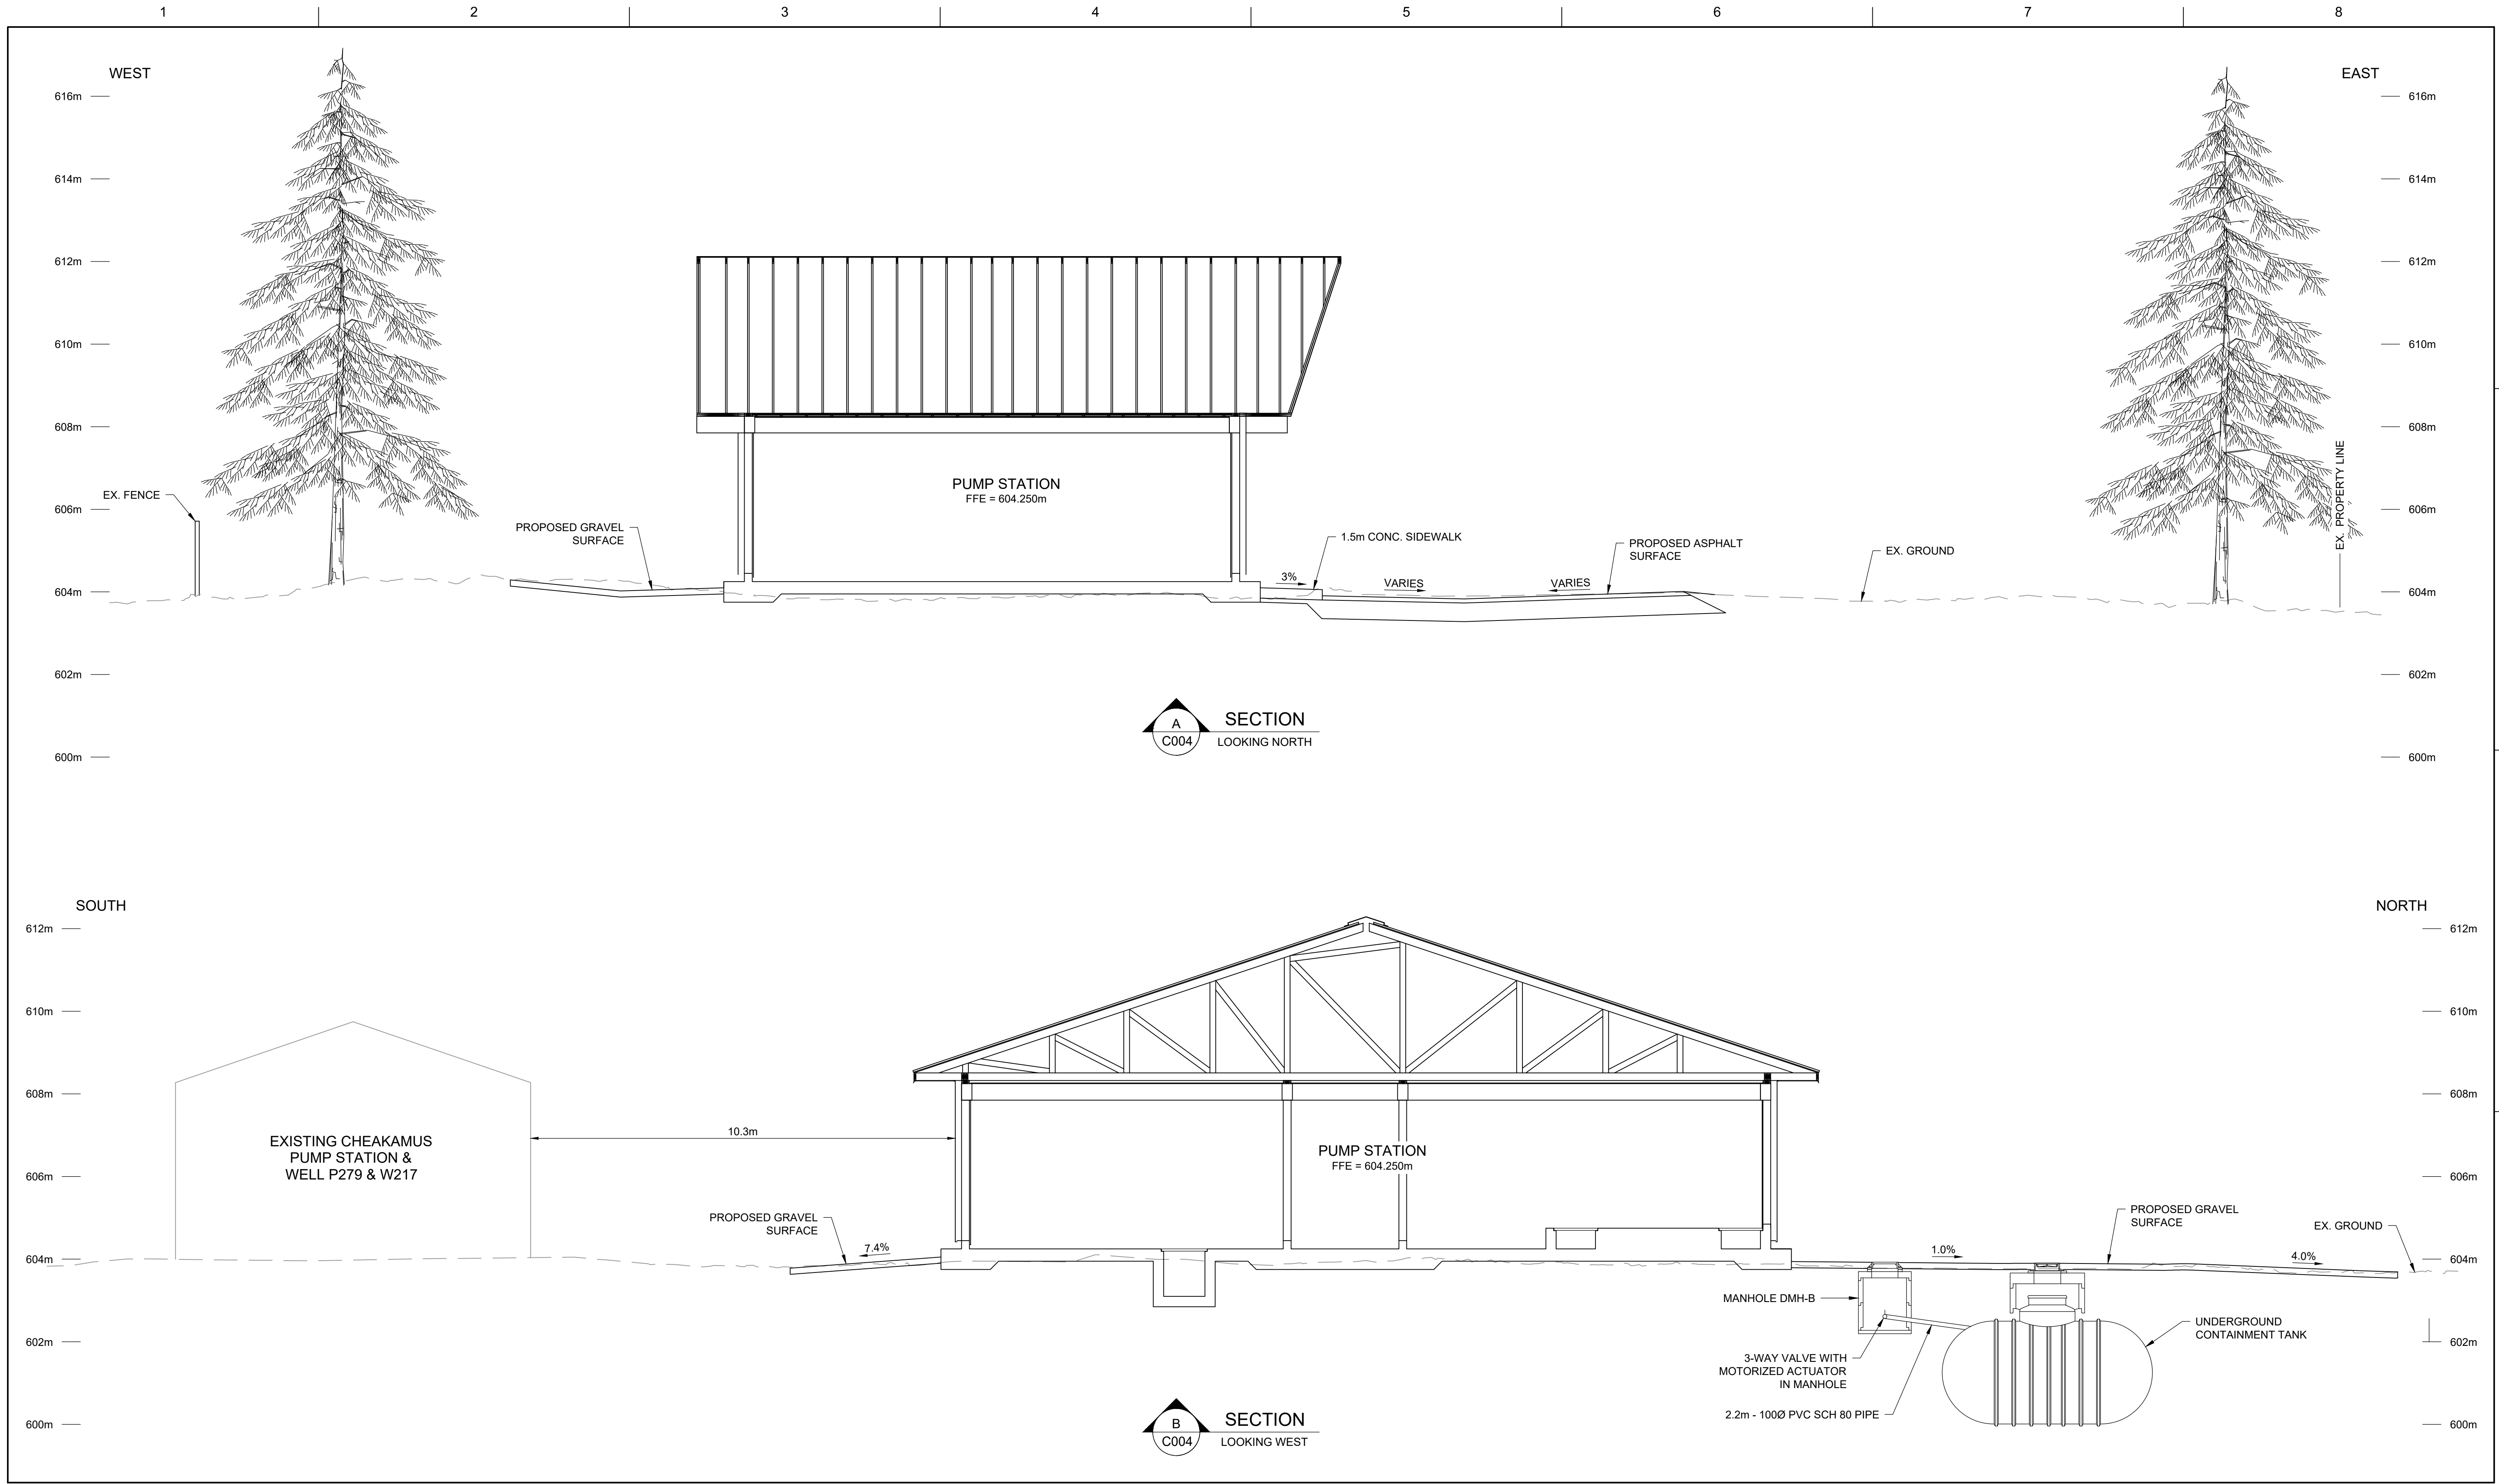 1 2 3 4 5 6 7 8
WEST
EAST
616m
616m
614m
614m
612m
612m
610m
610m
608m
608m
606m
606m
604m
604m
602m
602m
600m
600m
EX. FENCE
PROPOSED GRAVEL
SURFACE
PUMP STATION
FFE = 604.250m
3%
1.5m CONC. SIDEWALK
VARIES
VARIES
PROPOSED ASPHALT
SURFACE
EX. GROUND
EX. PROPERTY LINE
A
C004
SECTION
LOOKING NORTH
SOUTH
NORTH
612m
612m
610m
610m
608m
608m
606m
606m
604m
604m
602m
602m
600m
600m
EXISTING CHEAKAMUS
PUMP STATION &
WELL P279 & W217
10.3m
PROPOSED GRAVEL
SURFACE
7.4%
PUMP STATION
FFE = 604.250m
1.0%
PROPOSED GRAVEL
SURFACE
4.0%
EX. GROUND
MANHOLE DMH-B
3-WAY VALVE WITH
MOTORIZED ACTUATOR
IN MANHOLE
2.2m - 100Ø PVC SCH 80 PIPE
UNDERGROUND
CONTAINMENT TANK
B
C004
SECTION
LOOKING WEST